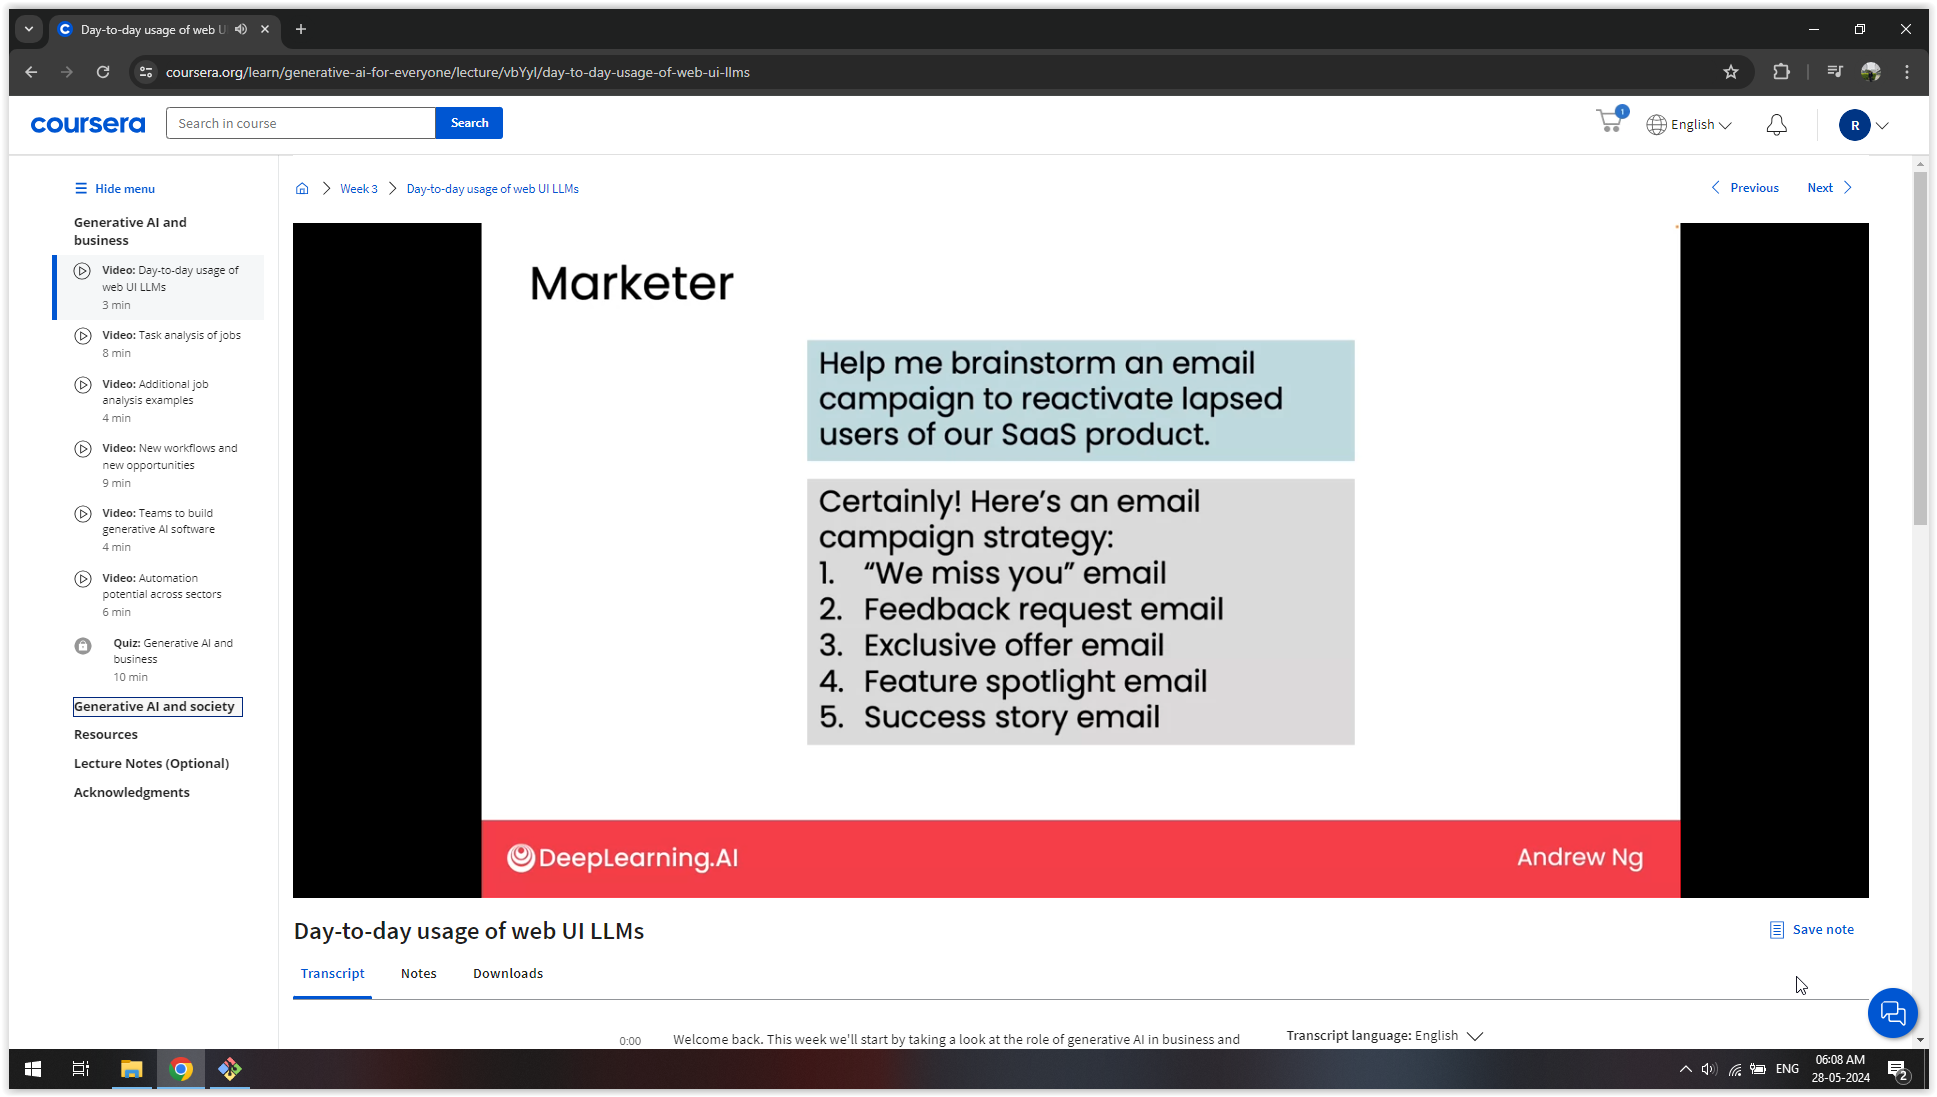 Day-to-day usage of web U
coursera.org/learn/generative-ai-for-everyone/lecture/vbYyl/day-to-day-usage-of-web-ui-llms
coursera
Search in course
Search
1
English
R
Hide menu
Generative AI and
business
Video: Day-to-day usage of
web UI LLMs
3 min
Video: Task analysis of jobs
8 min
Video: Additional job
analysis examples
4 min
Video: New workflows and
new opportunities
9 min
Video: Teams to build
generative AI software
4 min
Video: Automation
potential across sectors
6 min
Quiz: Generative AI and
business
10 min
Generative AI and society
Resources
Lecture Notes (Optional)
Acknowledgments
Week 3
Day-to-day usage of web UI LLMs
Previous
Next
Marketer
Help me brainstorm an email
campaign to reactivate lapsed
users of our SaaS product.
Certainly! Here's an email
campaign strategy:
1. “We miss you” email
2. Feedback request email
3. Exclusive offer email
4. Feature spotlight email
5. Success story email
DeepLearning.AI
Andrew Ng
Day-to-day usage of web UI LLMs
Save note
Transcript
Notes
Downloads
0:00
Welcome back. This week we'll start by taking a look at the role of generative AI in business and
Transcript language: English
ENG
06:08 AM
28-05-2024
2